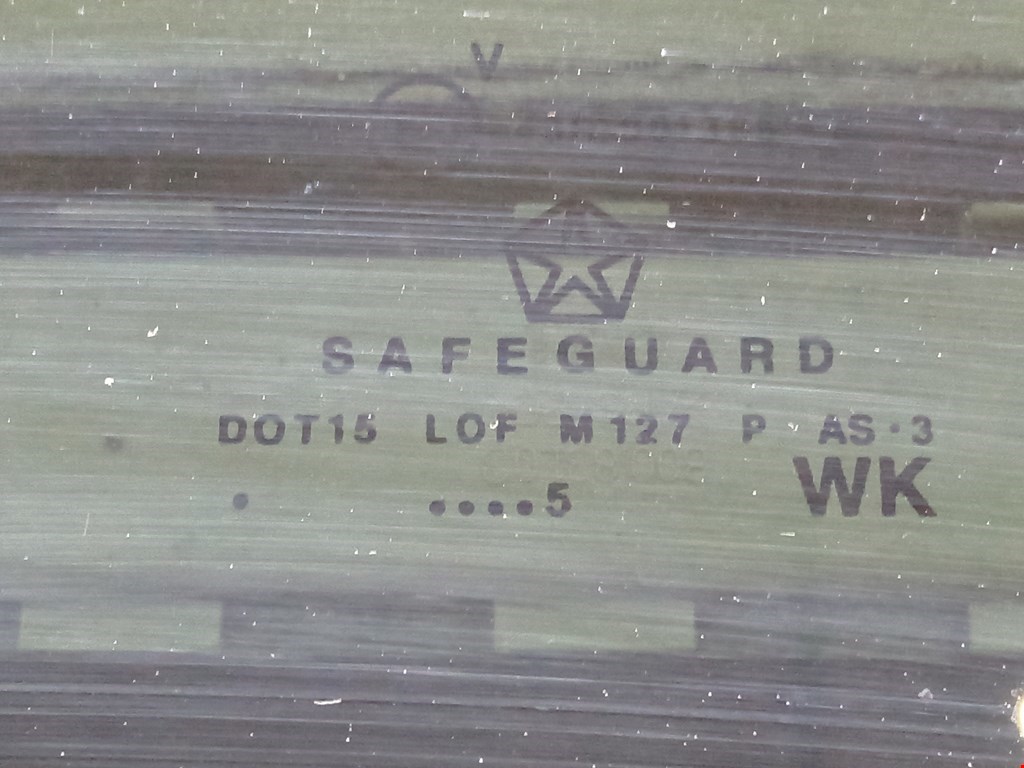 V
SAFEGUARD
DOT15 LOF M127 P AS·3
WK
. ....5